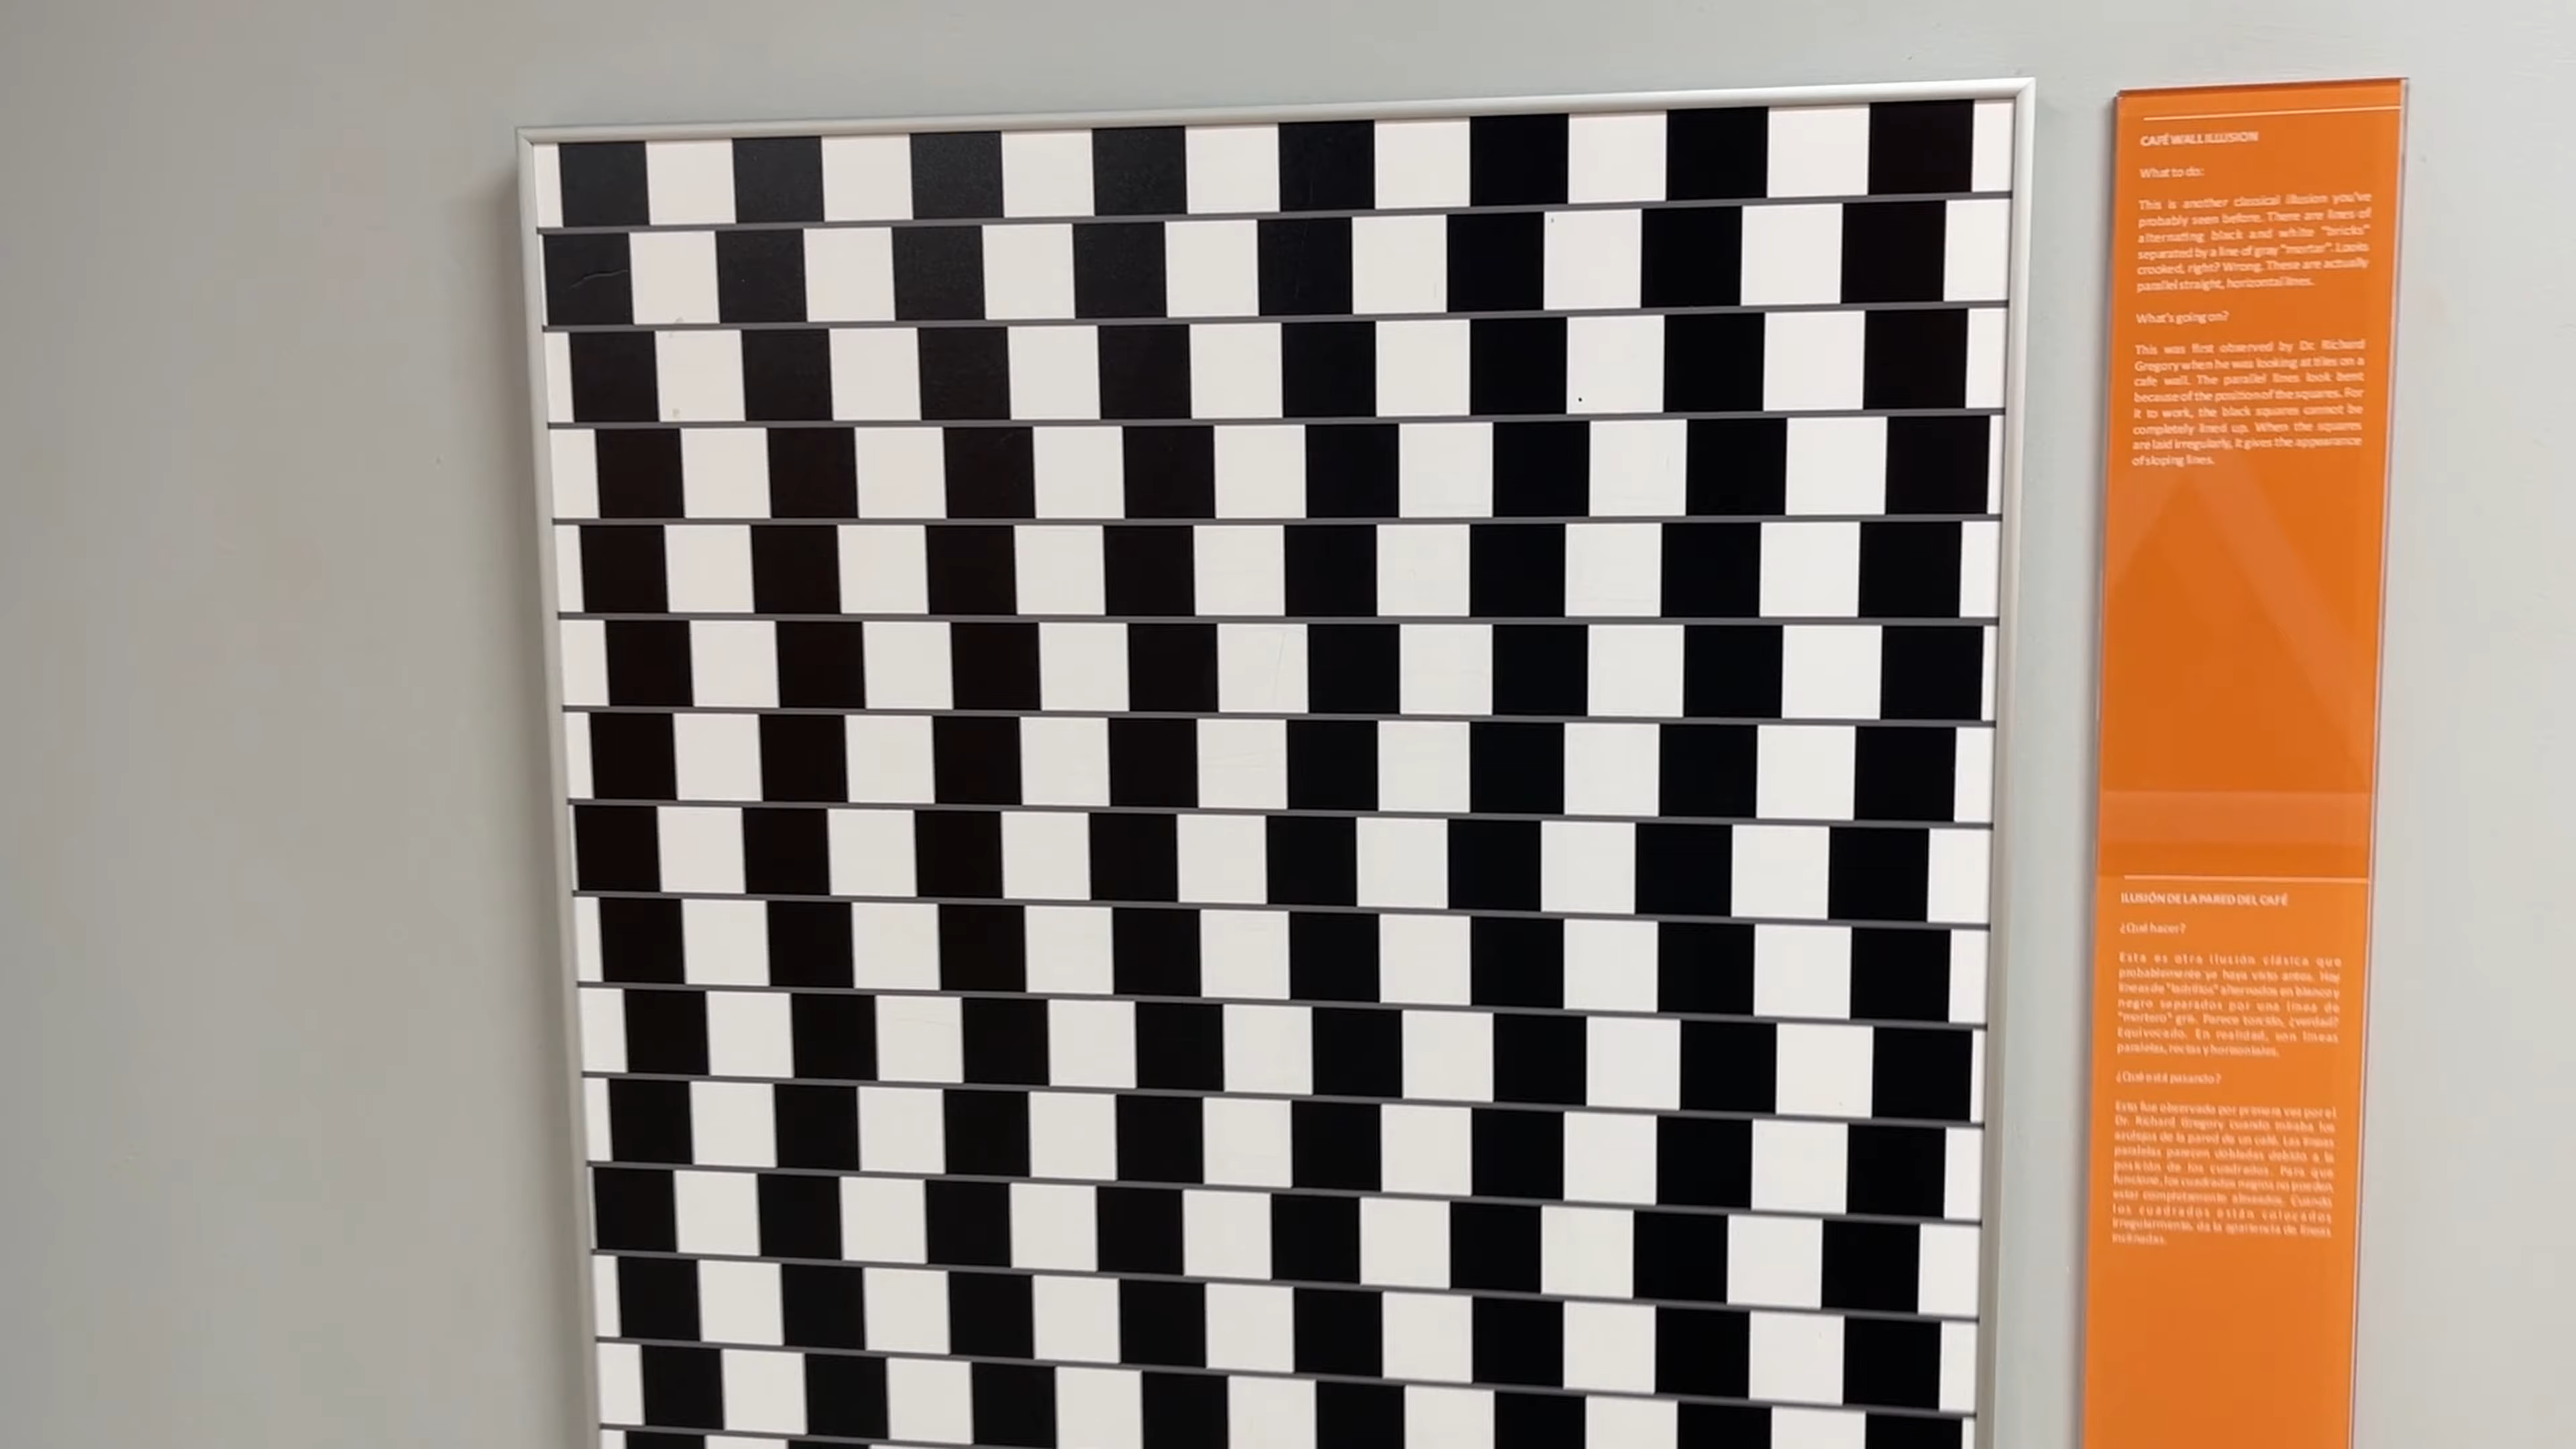 CAFÉ WALL ILLUSION
What to do:
This is another classical illusion you've
probably seen before. There are lines of
alternating black and white "bricks"
separated by a line of gray "mortar". Looks
crooked, right? Wrong. These are actually
parallel straight, horizontal lines.
What's going on?
This was first observed by Dr. Richard
Gregory when he was looking at tiles on a
cafe wall. The parallel lines look bent
because of the position of the squares. For
it to work, the black squares cannot be
completely lined up. When the squares
are laid irregularly, it gives the appearance
of sloping lines.
ILUSIÓN DE LA PARED DEL CAFÉ
¿Qué hacer?
Esta es otra ilusión clásica que
probablemente ya haya visto antes. Hay
líneas de "ladrillos" alternados en blanco y
negro separados por una línea de
"mortero" gris. Parece torcido, ¿verdad?
Equivocado. En realidad, son líneas
paralelas, rectas y horizontales.
¿Qué está pasando?
Esto fue observado por primera vez por el
Dr. Richard Gregory cuando miraba los
azulejos de la pared de un café. Las líneas
paralelas parecen dobladas debido a la
posición de los cuadrados. Para que
funcione, los cuadrados negros no pueden
estar completamente alineados. Cuando
los cuadrados están colocados
irregularmente, da la apariencia de líneas
inclinadas.